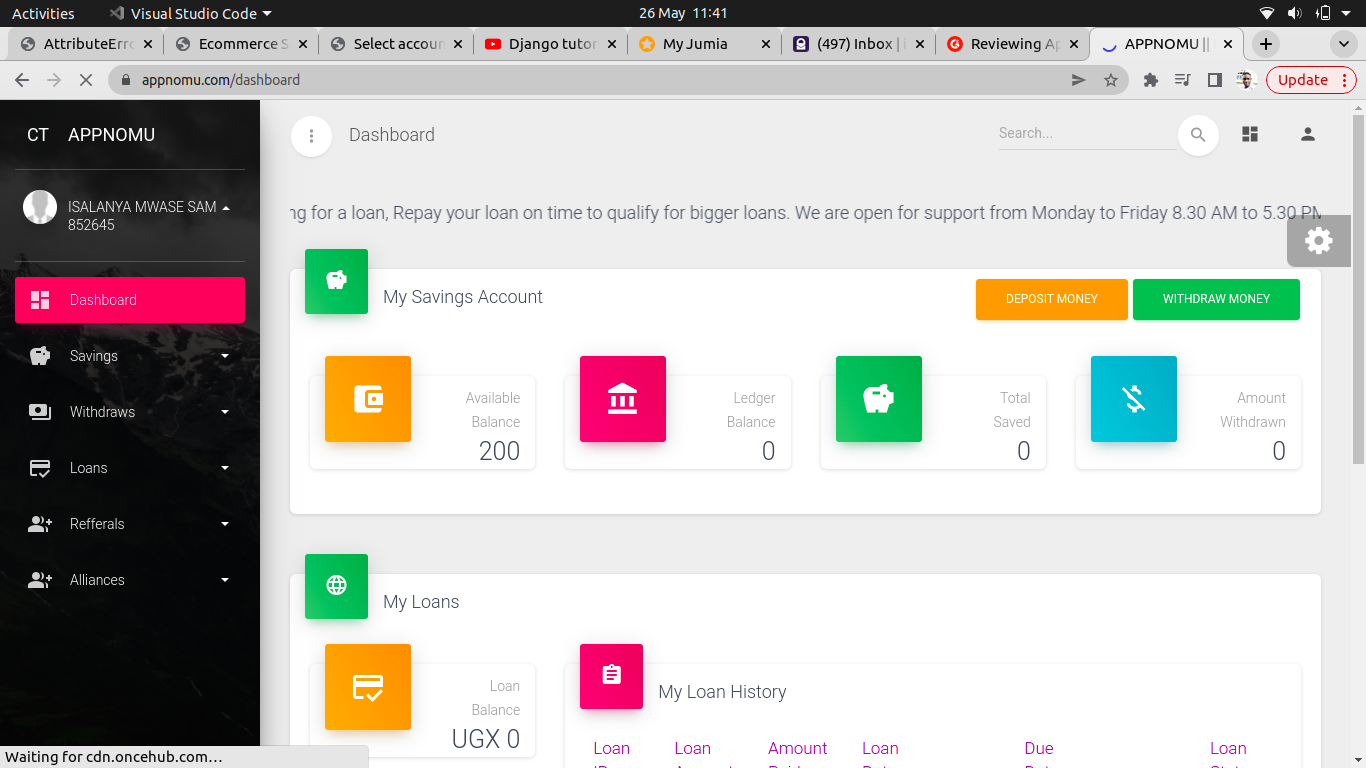 Activities
Visual Studio Code
26 May 11:41
AttributeErro
Ecommerce S
Select accoun
Django tutor
My Jumia
(497) Inbox | i
Reviewing Ap
APPNOMU ||
appnomu.com/dashboard
Update
CT APPNOMU
ISALANYA MWASE SAM
852645
Dashboard
Savings
Withdraws
Loans
Refferals
Alliances
Dashboard
Search...
ng for a loan, Repay your loan on time to qualify for bigger loans. We are open for support from Monday to Friday 8.30 AM to 5.30 PM
My Savings Account
DEPOSIT MONEY
WITHDRAW MONEY
Available
Balance
200
Ledger
Balance
0
Total
Saved
0
Amount
Withdrawn
0
My Loans
Loan
Balance
UGX 0
My Loan History
Loan
Loan
Amount
Loan
Due
Loan
Waiting for cdn.oncehub.com...